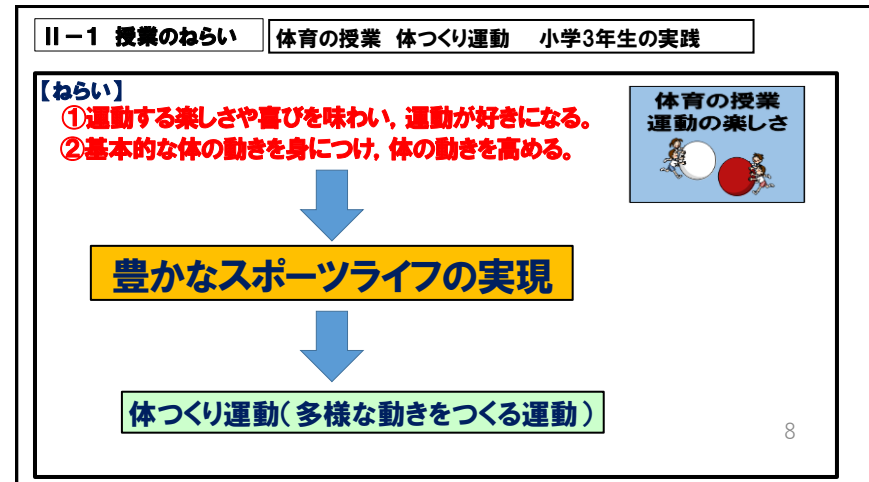 Ⅱ－1 授業のねらい
体育の授業 体つくり運動 小学3年生の実践
【ねらい】
①運動する楽しさや喜びを味わい，運動が好きになる。
②基本的な体の動きを身につけ，体の動きを高める。
体育の授業
運動の楽しさ
豊かなスポーツライフの実現
体つくり運動（多様な動きをつくる運動）
8